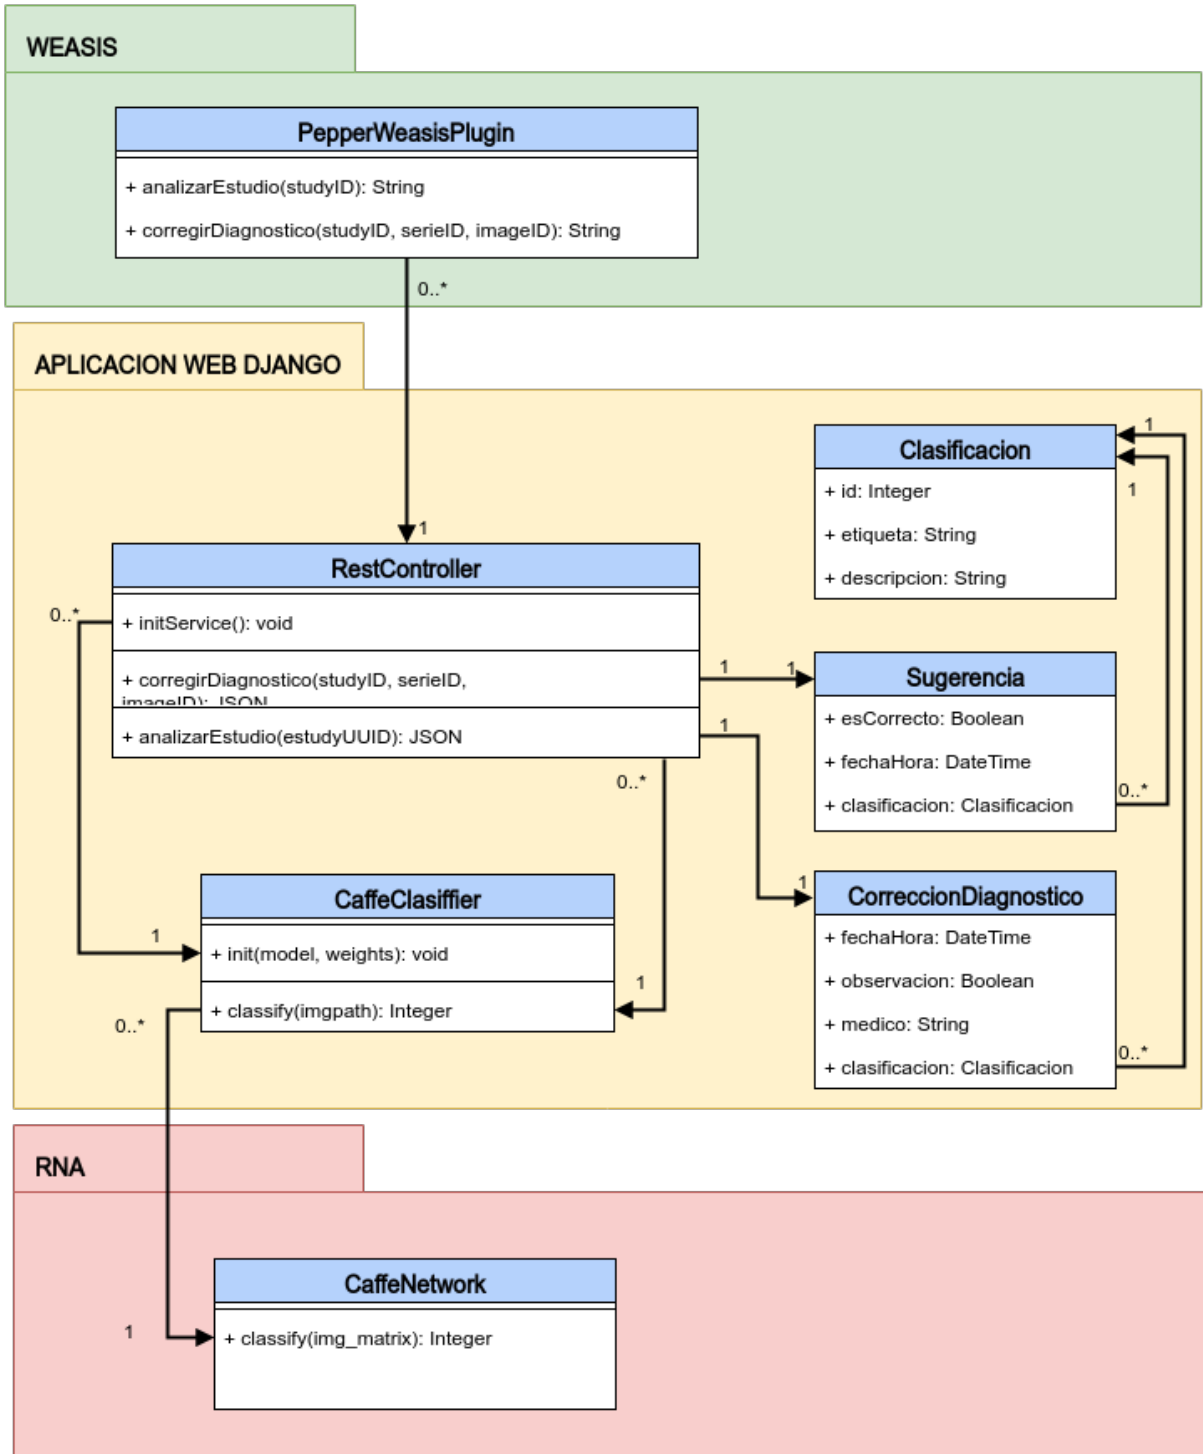 WEASIS
PepperWeasisPlugin
+ analizarEstudio(studyID): String
+ corregirDiagnostico(studyID, serieID, imageID): String
0..*
APLICACION WEB DJANGO
1
RestController
0..*
+ initService(): void
+ corregirDiagnostico(studyID, serieID,
imageID): JSON
+ analizarEstudio(estudyUUID): JSON
1
1
1
0..*
Clasificacion
1
1
+ id: Integer
+ etiqueta: String
+ descripcion: String
Sugerencia
+ esCorrecto: Boolean
+ fechaHora: DateTime
+ clasificacion: Clasificacion
0..*
1
CorreccionDiagnostico
+ fechaHora: DateTime
+ observacion: Boolean
+ medico: String
+ clasificacion: Clasificacion
0..*
CaffeClasiffier
1
+ init(model, weights): void
1
+ classify(imgpath): Integer
0..*
RNA
CaffeNetwork
1
+ classify(img_matrix): Integer